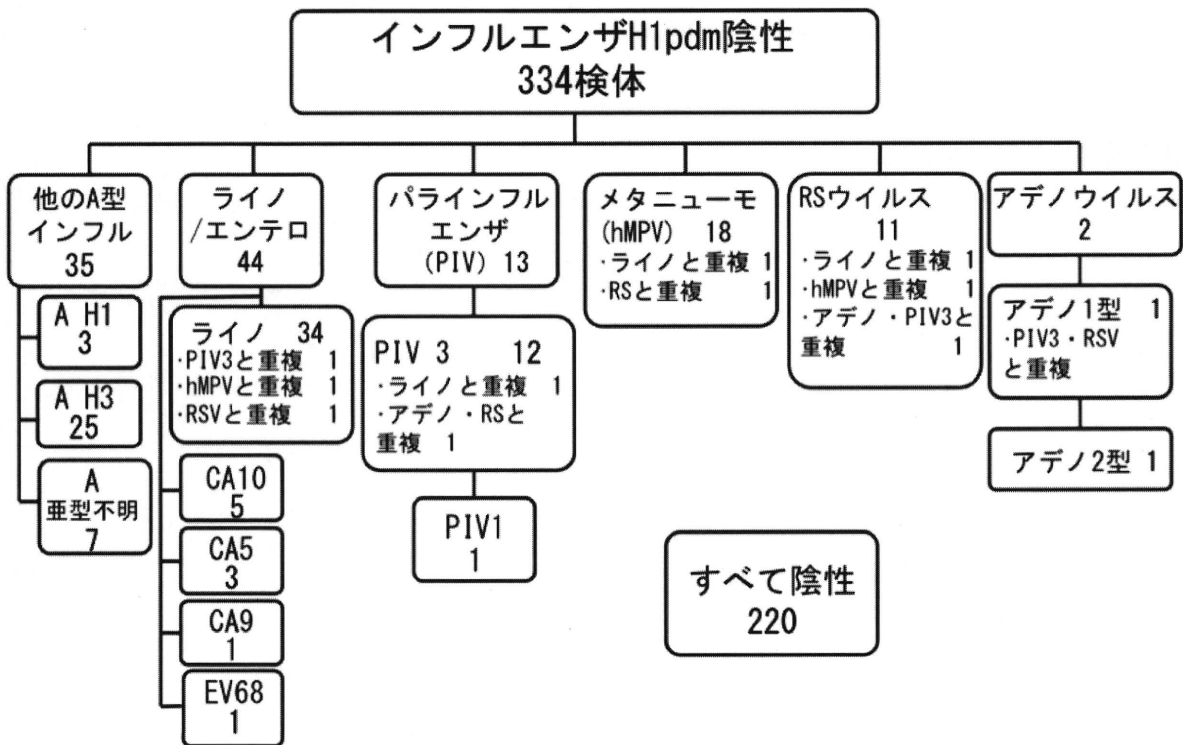 インフルエンザH1pdm陰性
334検体
他のA型
インフル
35
A H1
3
A H3
25
A
亜型不明
7
ライノ
/エンテロ
44
ライノ 34
・PIV3と重複 1
・hMPVと重複 1
・RSVと重複 1
CA10
5
CA5
3
CA9
1
EV68
1
パラインフル
エンザ
(PIV) 13
PIV 3 12
・ライノと重複 1
・アデノ・RSと
重複 1
PIV1
1
メタニューモ
(hMPV) 18
・ライノと重複 1
・RSと重複 1
RSウイルス
11
・ライノと重複 1
・hMPVと重複 1
・アデノ・PIV3と
重複 1
アデノウイルス
2
アデノ1型 1
・PIV3・RSV
と重複
アデノ2型 1
すべて陰性
220